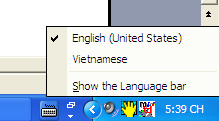 English (United States)
Vietnamese
Show the Language bar
5:39 CH